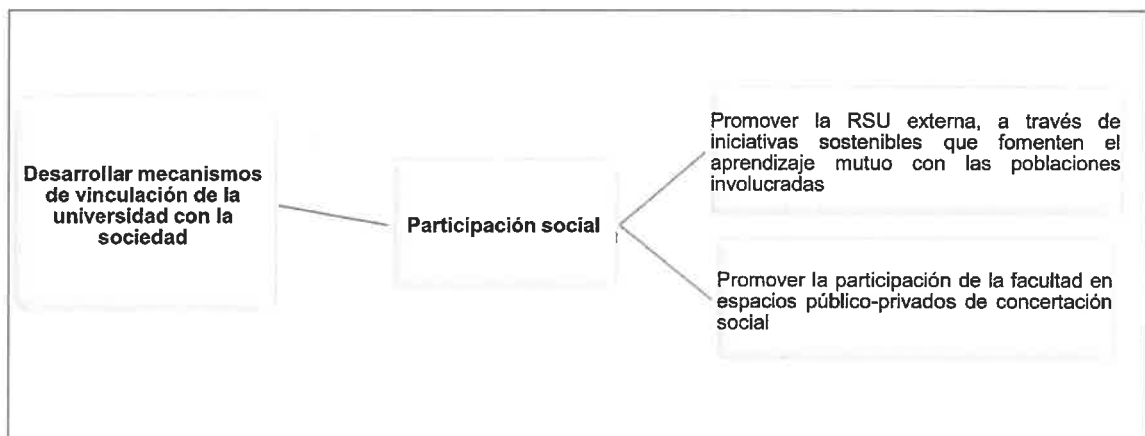 Desarrollar mecanismos
de vinculación de la
universidad con la
sociedad
Participación social
Promover la RSU externa, a través de
iniciativas sostenibles que fomenten el
aprendizaje mutuo con las poblaciones
involucradas
Promover la participación de la facultad en
espacios público-privados de concertación
social